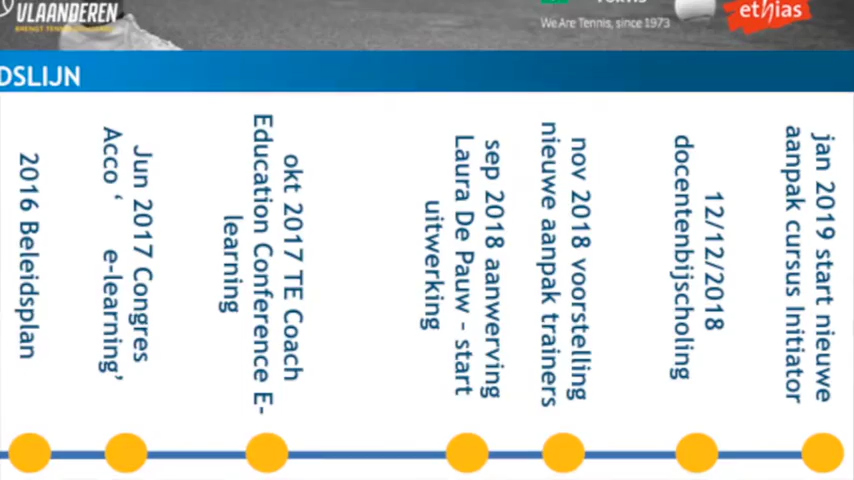 VLAANDEREN
We Are Tennis, since 1973
ethias
DSLIJN
2016 Beleidsplan
Jun 2017 Congres
Acco ‘ e-learning’
okt 2017 TE Coach
Education Conference E-
learning
sep 2018 aanwerving
Laura De Pauw - start
uitwerking
nov 2018 voorstelling
nieuwe aanpak trainers
12/12/2018
docentenbijscholing
jan 2019 start nieuwe
aanpak cursus Initiator